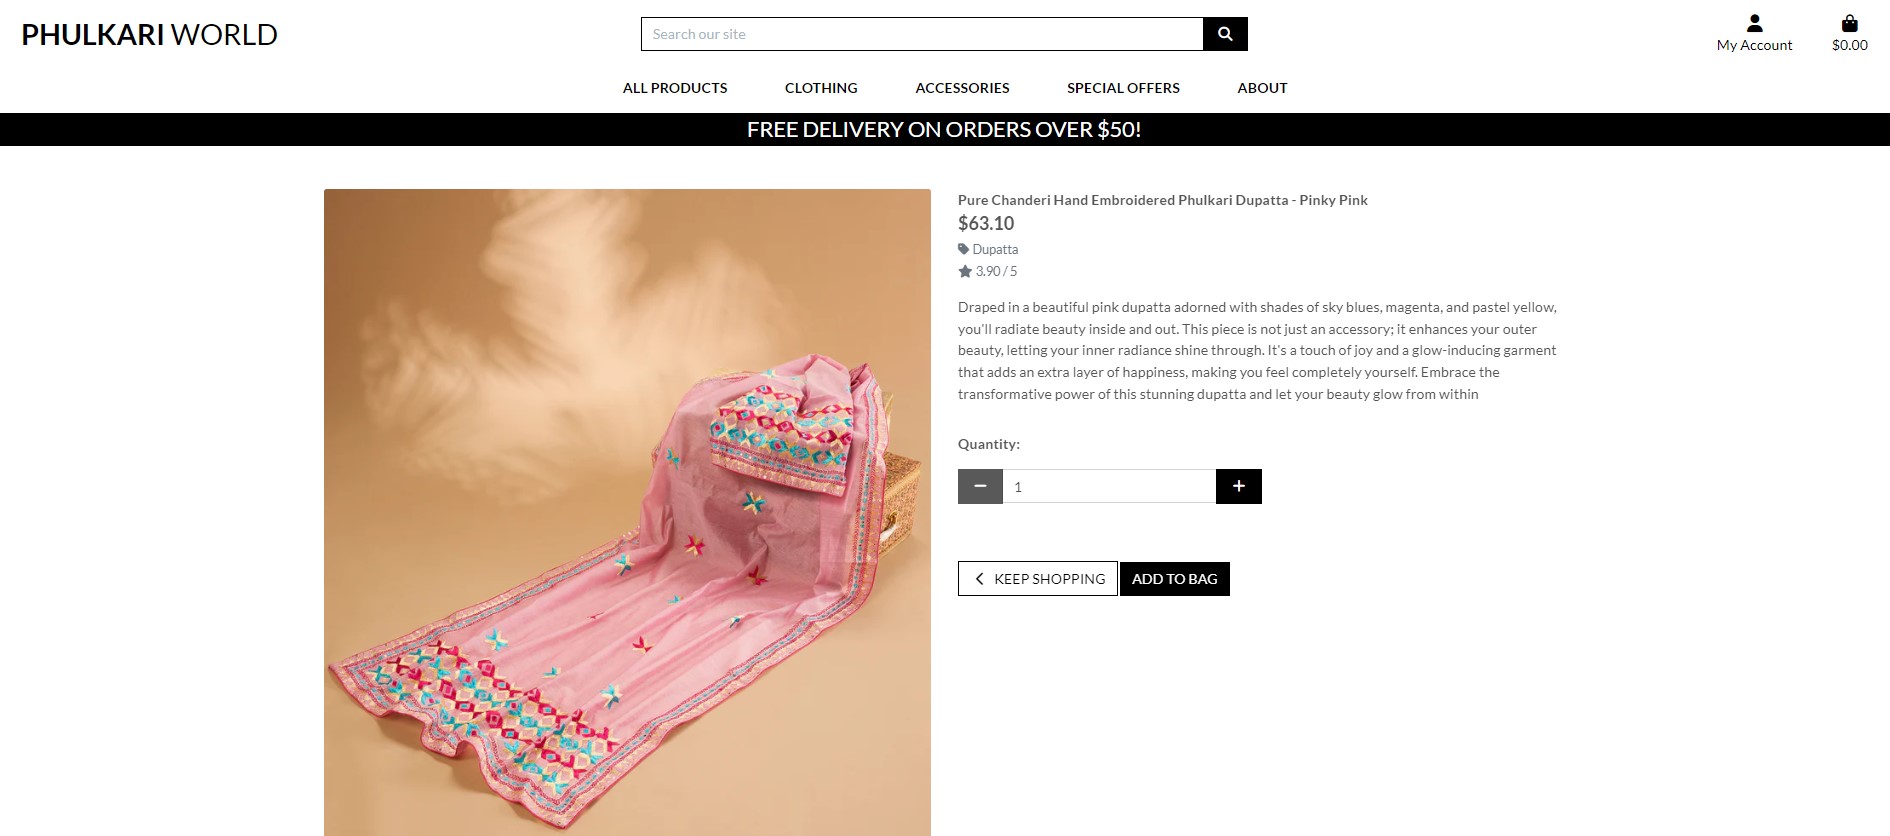 PHULKARI WORLD
Search our site
My Account
$0.00
ALL PRODUCTS
CLOTHING
ACCESSORIES
SPECIAL OFFERS
ABOUT
FREE DELIVERY ON ORDERS OVER $50!
Pure Chanderi Hand Embroidered Phulkari Dupatta - Pinky Pink
$63.10
Dupatta
3.90 / 5
Draped in a beautiful pink dupatta adorned with shades of sky blues, magenta, and pastel yellow,
you'll radiate beauty inside and out. This piece is not just an accessory; it enhances your outer
beauty, letting your inner radiance shine through. It's a touch of joy and a glow-inducing garment
that adds an extra layer of happiness, making you feel completely yourself. Embrace the
transformative power of this stunning dupatta and let your beauty glow from within
Quantity:
1
KEEP SHOPPING
ADD TO BAG